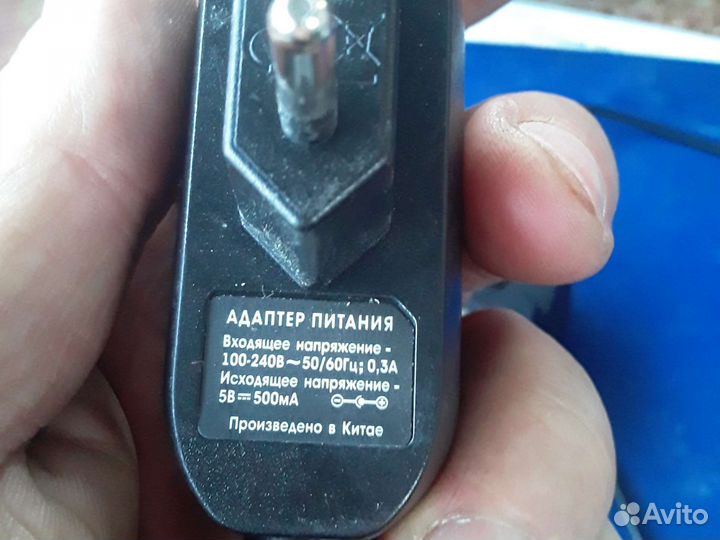 АДАПТЕР ПИТАНИЯ
Входящее напряжение -
100-240В ~ 50/60Гц; 0,3А
Исходящее напряжение -
5В ⎓ 500мА
Произведено в Китае
Avito